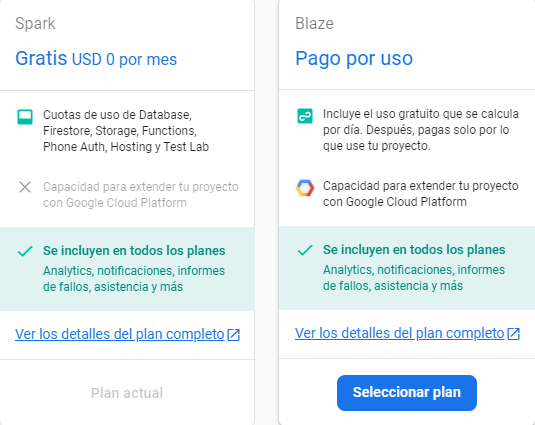 Spark
Gratis USD 0 por mes
Cuotas de uso de Database,
Firestore, Storage, Functions,
Phone Auth, Hosting y Test Lab
Capacidad para extender tu proyecto
con Google Cloud Platform
Se incluyen en todos los planes
Analytics, notificaciones, informes
de fallos, asistencia y más
Ver los detalles del plan completo
Plan actual
Blaze
Pago por uso
Incluye el uso gratuito que se calcula
por día. Después, pagas solo por lo
que use tu proyecto.
Capacidad para extender tu proyecto
con Google Cloud Platform
Se incluyen en todos los planes
Analytics, notificaciones, informes
de fallos, asistencia y más
Ver los detalles del plan completo
Seleccionar plan